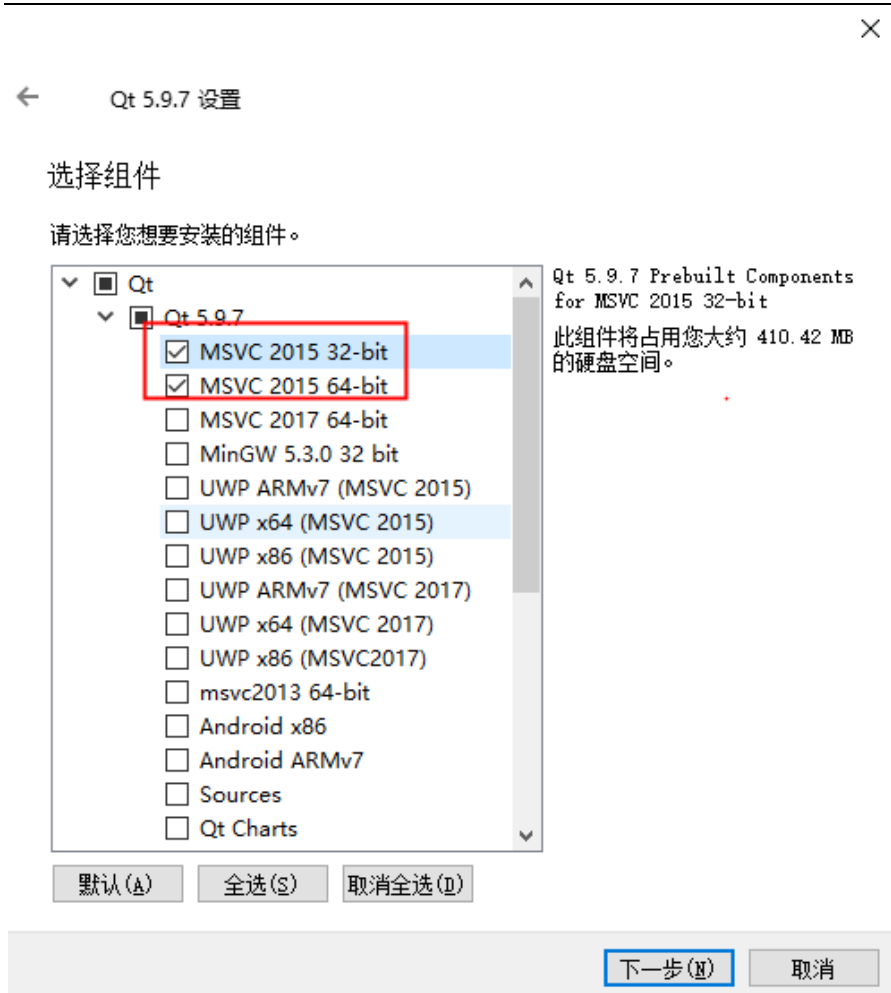 Qt 5.9.7 设置
选择组件
请选择您想要安装的组件。
Qt
Qt 5.9.7
MSVC 2015 32-bit
MSVC 2015 64-bit
MSVC 2017 64-bit
MinGW 5.3.0 32 bit
UWP ARMv7 (MSVC 2015)
UWP x64 (MSVC 2015)
UWP x86 (MSVC 2015)
UWP ARMv7 (MSVC 2017)
UWP x64 (MSVC 2017)
UWP x86 (MSVC2017)
msvc2013 64-bit
Android x86
Android ARMv7
Sources
Qt Charts
Qt 5.9.7 Prebuilt Components
for MSVC 2015 32-bit
此组件将占用您大约 410.42 MB
的硬盘空间。
默认(A)
全选(S)
取消全选(D)
下一步(N)
取消